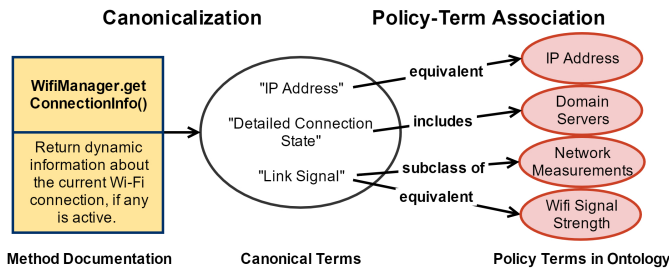 Canonicalization
Policy-Term Association
WifiManager.get
ConnectionInfo()
Return dynamic
information about
the current Wi-Fi
connection, if any
is active.
"IP Address"
"Detailed Connection
State"
"Link Signal"
equivalent
includes
subclass of
equivalent
IP Address
Domain
Servers
Network
Measurements
Wifi Signal
Strength
Method Documentation
Canonical Terms
Policy Terms in Ontology